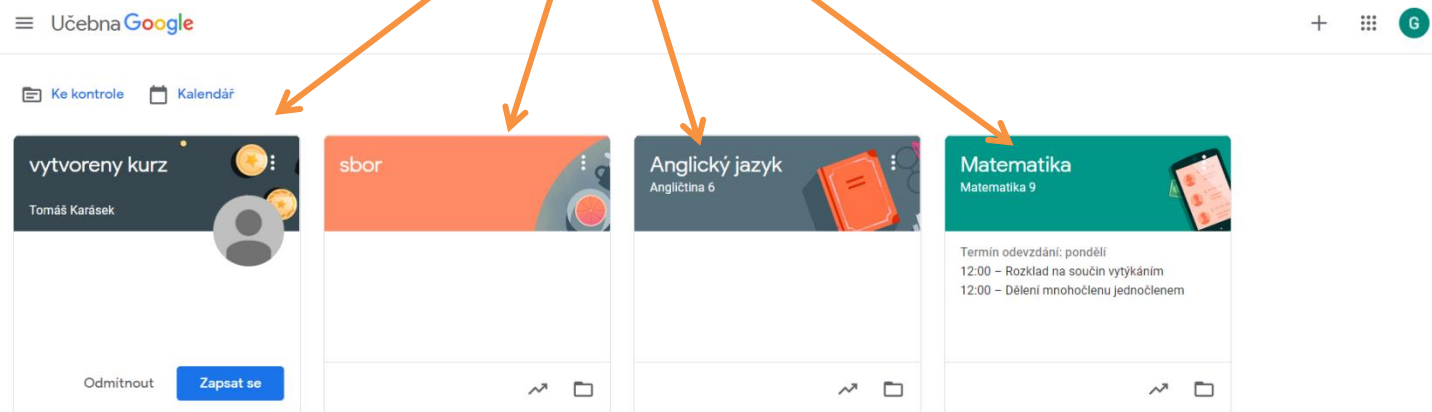 Učebna Google
G
Ke kontrole
Kalendář
vytvoreny kurz
Tomáš Karásek
Odmítnout
Zapsat se
sbor
Anglický jazyk
Angličtina 6
Matematika
Matematika 9
Termín odevzdání: pondělí
12:00 – Rozklad na součin vytýkáním
12:00 – Dělení mnohočlenu jednočlenem